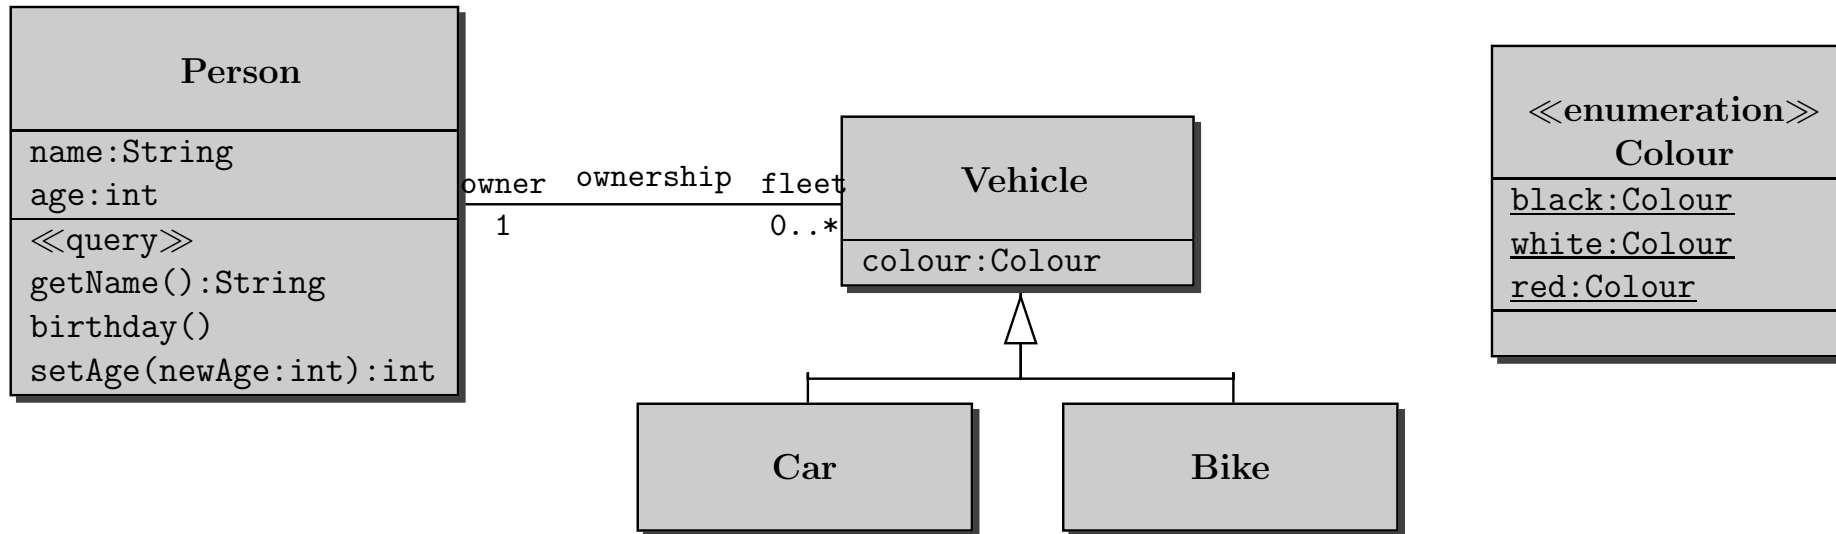 Person
name:String
age:int
≪query≫
getName():String
birthday()
setAge(newAge:int):int
owner
ownership
fleet
1
0..*
Vehicle
colour:Colour
Car
Bike
≪enumeration≫
Colour
black:Colour
white:Colour
red:Colour